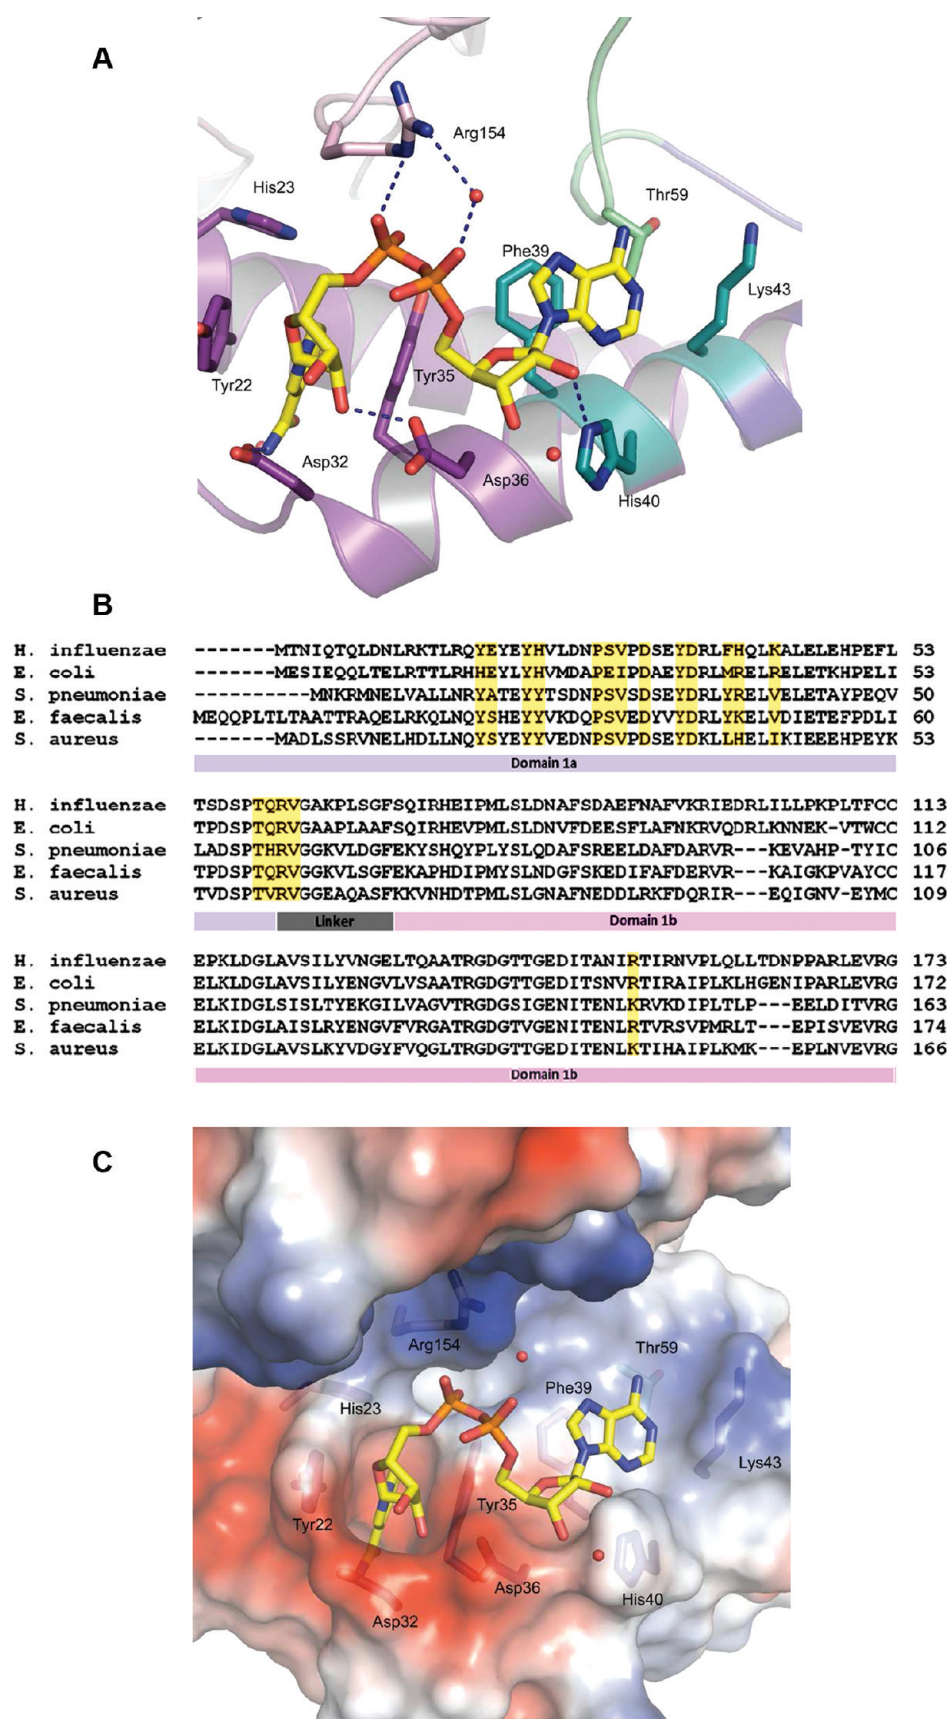 A
Arg154
His23
Thr59
Phe39
Lys43
Tyr22
Tyr35
Asp32
Asp36
His40
B
H. influenzae -------MTNIQTQLDNLRKTLRQYEYEYHVLDNPSVPDSEYDRLFHQLKALELEHPEFL 53
E. coli -------MESIEQQLTELRTTLRHHEYLYHVMDAPEIPDAEYDRLMRELRELETKHPELI 53
S. pneumoniae ----------MNKRMNELVALLNRYATEYYTSDNPSVSDSEYDRLYRELVELETAYPEQV 50
E. faecalis MEQQPLTLTAATTRAQELRKQLNQYSHEYYVKDQPSVEDYVYDRLYKELVDIETEFPDLI 60
S. aureus -------MADLSSRVNELHDLLNQYSYEYYVEDNPSVPDSEYDKLLHELIKIEEEHPEYK 53
Domain 1a
H. influenzae TSDSPTQRVGAKPLSGFSQIRHEIPMLSLDNAFSDAEFNAFVKRIEDRLILLPKPLTFCC 113
E. coli TPDSPTQRVGAAPLAAFSQIRHEVPMLSLDNVFDEESFLAFNKRVQDRLKNNEK-VTWCC 112
S. pneumoniae LADSPTHRVGGKVLDGFEKYSHQYPLYSLQDAFSREELDAFDARVR---KEVAHP-TYIC 106
E. faecalis TPDSPTQRVGGKVLSGFEKAPHDIPMYSLNDGFSKEDIFAFDERVR---KAIGKPVAYCC 117
S. aureus TVDSPTVRVGGEAQASFKKVNHDTPMLSLGNAFNEDDLRKFDQRIR---EQIGNV-EYMC 109
Linker Domain 1b
H. influenzae EPKLDGLAVSILYVNGELTQAATRGDGTTGEDITANIRTIRNVPLQLLTDNPPARLEVRG 173
E. coli ELKLDGLAVSILYENGVLVSAATRGDGTTGEDITSNVRTIRAIPLKLHGENIPARLEVRG 172
S. pneumoniae ELKIDGLSISLTYEKGILVAGVTRGDGSIGENITENLKRVKDIPLTLP---EELDITVRG 163
E. faecalis ELKIDGLAISLRYENGVFVRGATRGDGTVGENITENLRTVRSVPMRLT---EPISVEVRG 174
S. aureus ELKIDGLAVSLKYVDGYFVQGLTRGDGTTGEDITENLKTIHAIPLKMK---EPLNVEVRG 166
Domain 1b
C
Arg154
Thr59
Phe39
His23
Lys43
Tyr35
Tyr22
Asp36
His40
Asp32